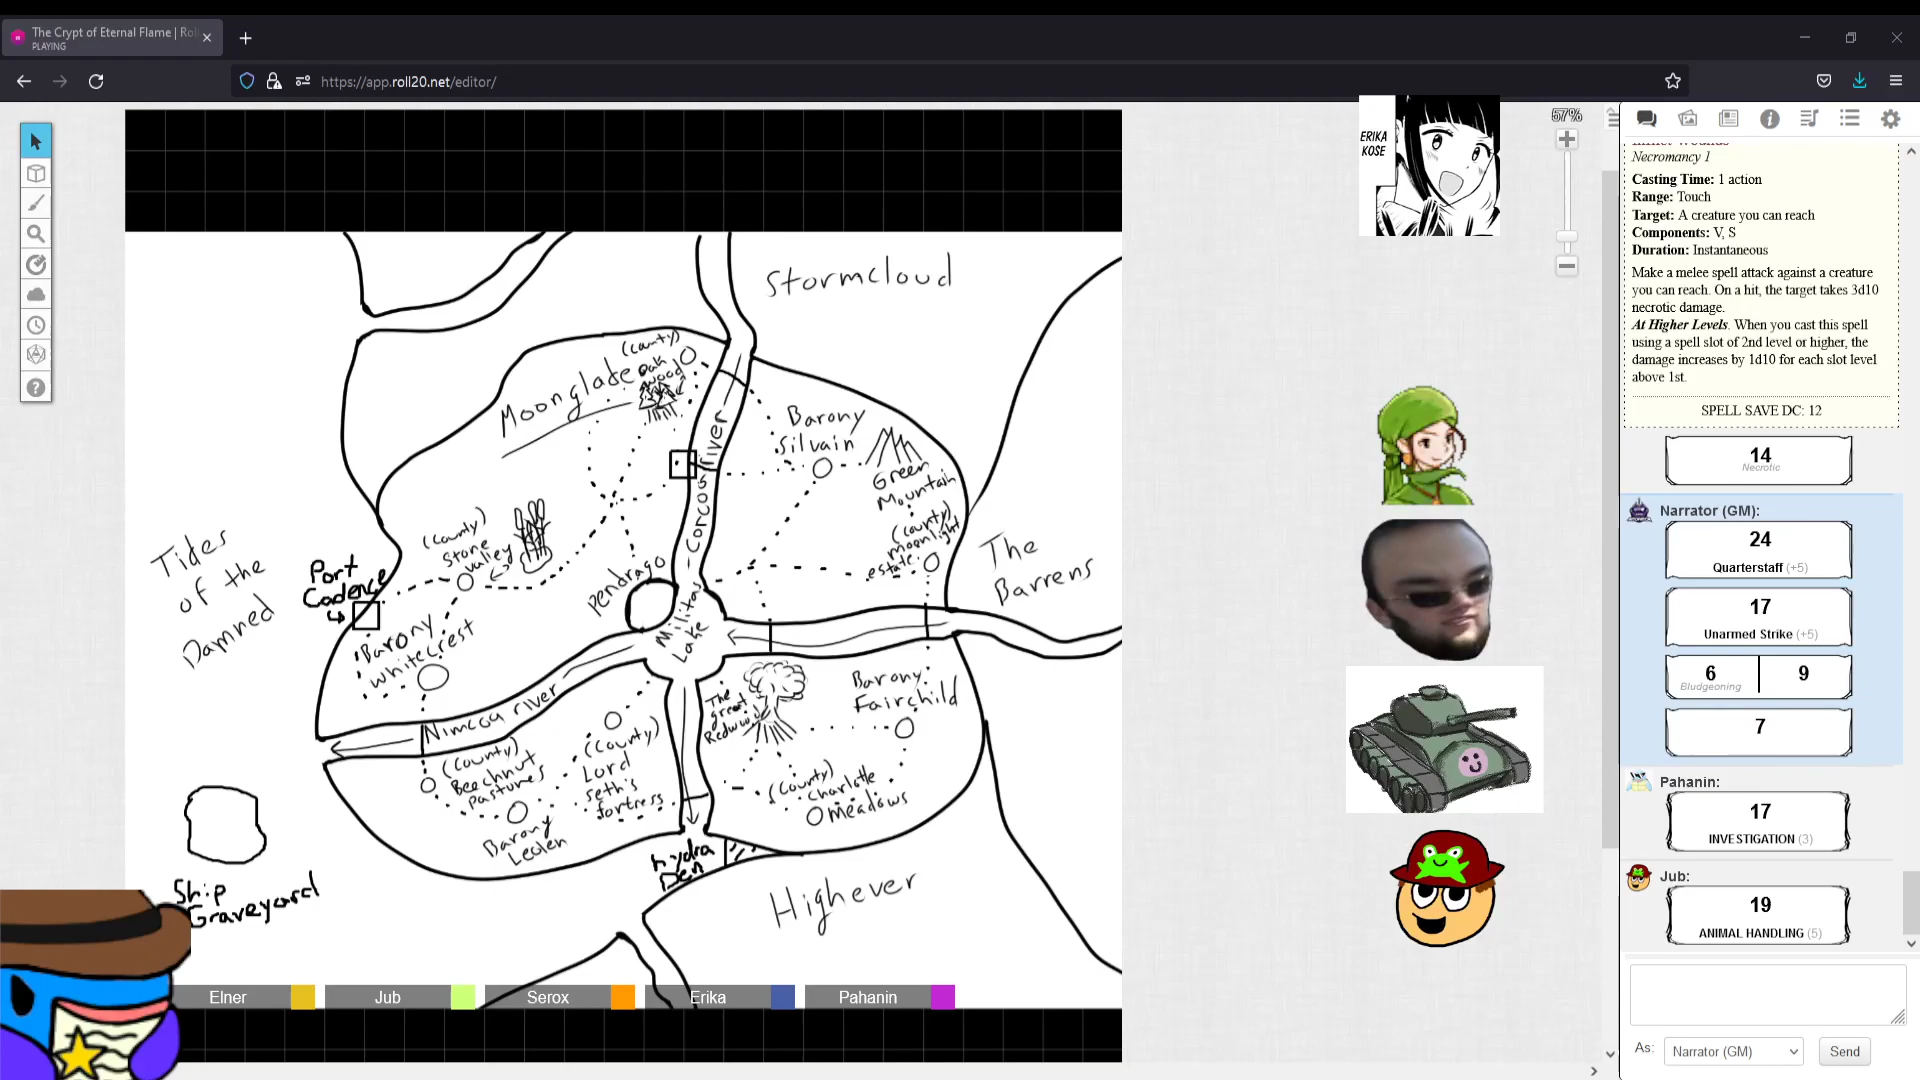 The Crypt of Eternal Flame | Rol
PLAYING
https://app.roll20.net/editor/
57%
ERIKA
KOSE
Stormcloud
(County)
Oak
Wood
Moonglade
Barony
Silvain
Green
Mountain
(County)
Moonlight
estate
Corcos river
(County)
Stone
Valley
Port
Cadence
Tides
of the
Damned
Pendrago
Militas
Lake
The
Barrens
Barony
Whitecrest
Nimcoa river
The
great
Barony
Fairchild
(County)
Beechnut
Pastures
(County)
Lord
Seth's
fortress
(County)
Charlotte
Meadows
Barony
Hydra
Den
Ship
Graveyard
Highever
Elner
Jub
Serox
Erika
Pahanin
Necromancy 1
Casting Time: 1 action
Range: Touch
Target: A creature you can reach
Components: V, S
Duration: Instantaneous
Make a melee spell attack against a creature
you can reach. On a hit, the target takes 3d10
necrotic damage.
At Higher Levels. When you cast this spell
using a spell slot of 2nd level or higher, the
damage increases by 1d10 for each slot level
above 1st.
SPELL SAVE DC: 12
14
Necrotic
Narrator (GM):
24
Quarterstaff (+5)
17
Unarmed Strike (+5)
6 9
Bludgeoning
7
Pahanin:
17
INVESTIGATION (3)
Jub:
19
ANIMAL HANDLING (5)
As:
Narrator (GM)
Send